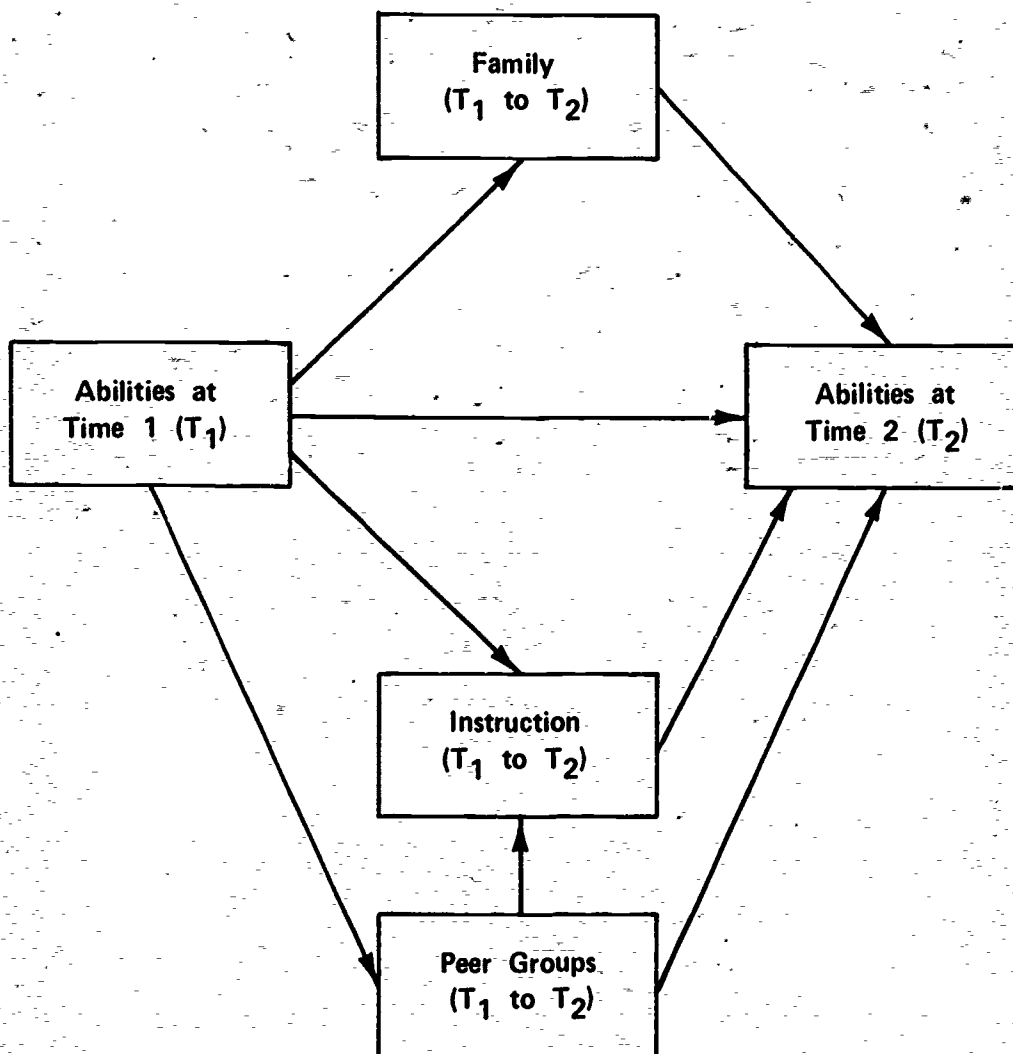 Family
(T₁ to T₂)
Abilities at
Time 1 (T₁)
Abilities at
Time 2 (T₂)
Instruction
(T₁ to T₂)
Peer Groups
(T₁ to T₂)